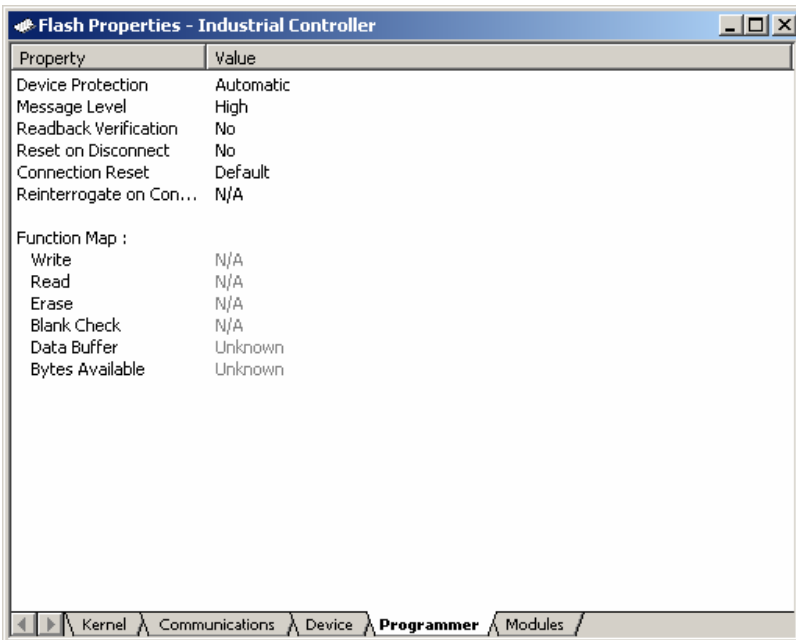 Flash Properties - Industrial Controller
Property Value
Device Protection Automatic
Message Level High
Readback Verification No
Reset on Disconnect No
Connection Reset Default
Reinterrogate on Con... N/A
Function Map :
Write N/A
Read N/A
Erase N/A
Blank Check N/A
Data Buffer Unknown
Bytes Available Unknown
Kernel Communications Device Programmer Modules